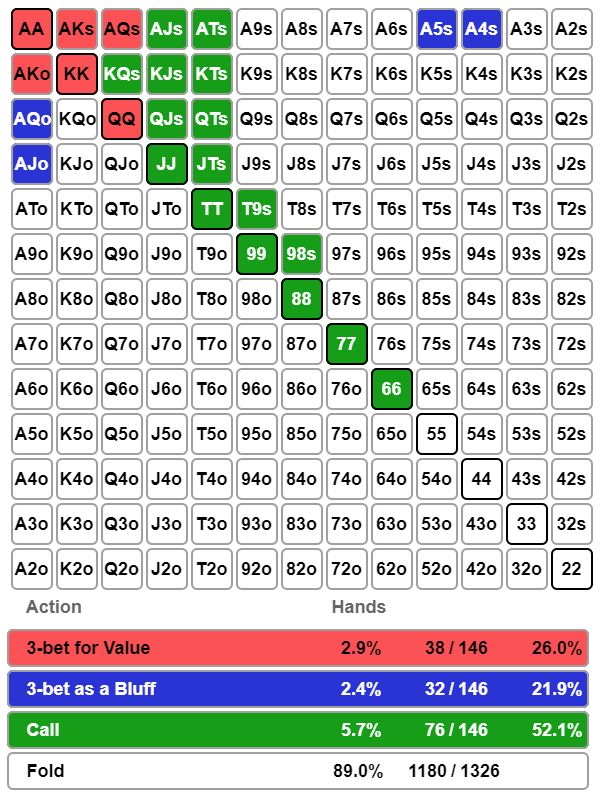 AA AKs AQs AJs ATs A9s A8s A7s A6s A5s A4s A3s A2s
AKo KK KQs KJs KTs K9s K8s K7s K6s K5s K4s K3s K2s
AQo KQo QQ QJs QTs Q9s Q8s Q7s Q6s Q5s Q4s Q3s Q2s
AJo KJo QJo JJ JTs J9s J8s J7s J6s J5s J4s J3s J2s
ATo KTo QTo JTo TT T9s T8s T7s T6s T5s T4s T3s T2s
A9o K9o Q9o J9o T9o 99 98s 97s 96s 95s 94s 93s 92s
A8o K8o Q8o J8o T8o 98o 88 87s 86s 85s 84s 83s 82s
A7o K7o Q7o J7o T7o 97o 87o 77 76s 75s 74s 73s 72s
A6o K6o Q6o J6o T6o 96o 86o 76o 66 65s 64s 63s 62s
A5o K5o Q5o J5o T5o 95o 85o 75o 65o 55 54s 53s 52s
A4o K4o Q4o J4o T4o 94o 84o 74o 64o 54o 44 43s 42s
A3o K3o Q3o J3o T3o 93o 83o 73o 63o 53o 43o 33 32s
A2o K2o Q2o J2o T2o 92o 82o 72o 62o 52o 42o 32o 22
Action Hands
3-bet for Value 2.9% 38 / 146 26.0%
3-bet as a Bluff 2.4% 32 / 146 21.9%
Call 5.7% 76 / 146 52.1%
Fold 89.0% 1180 / 1326